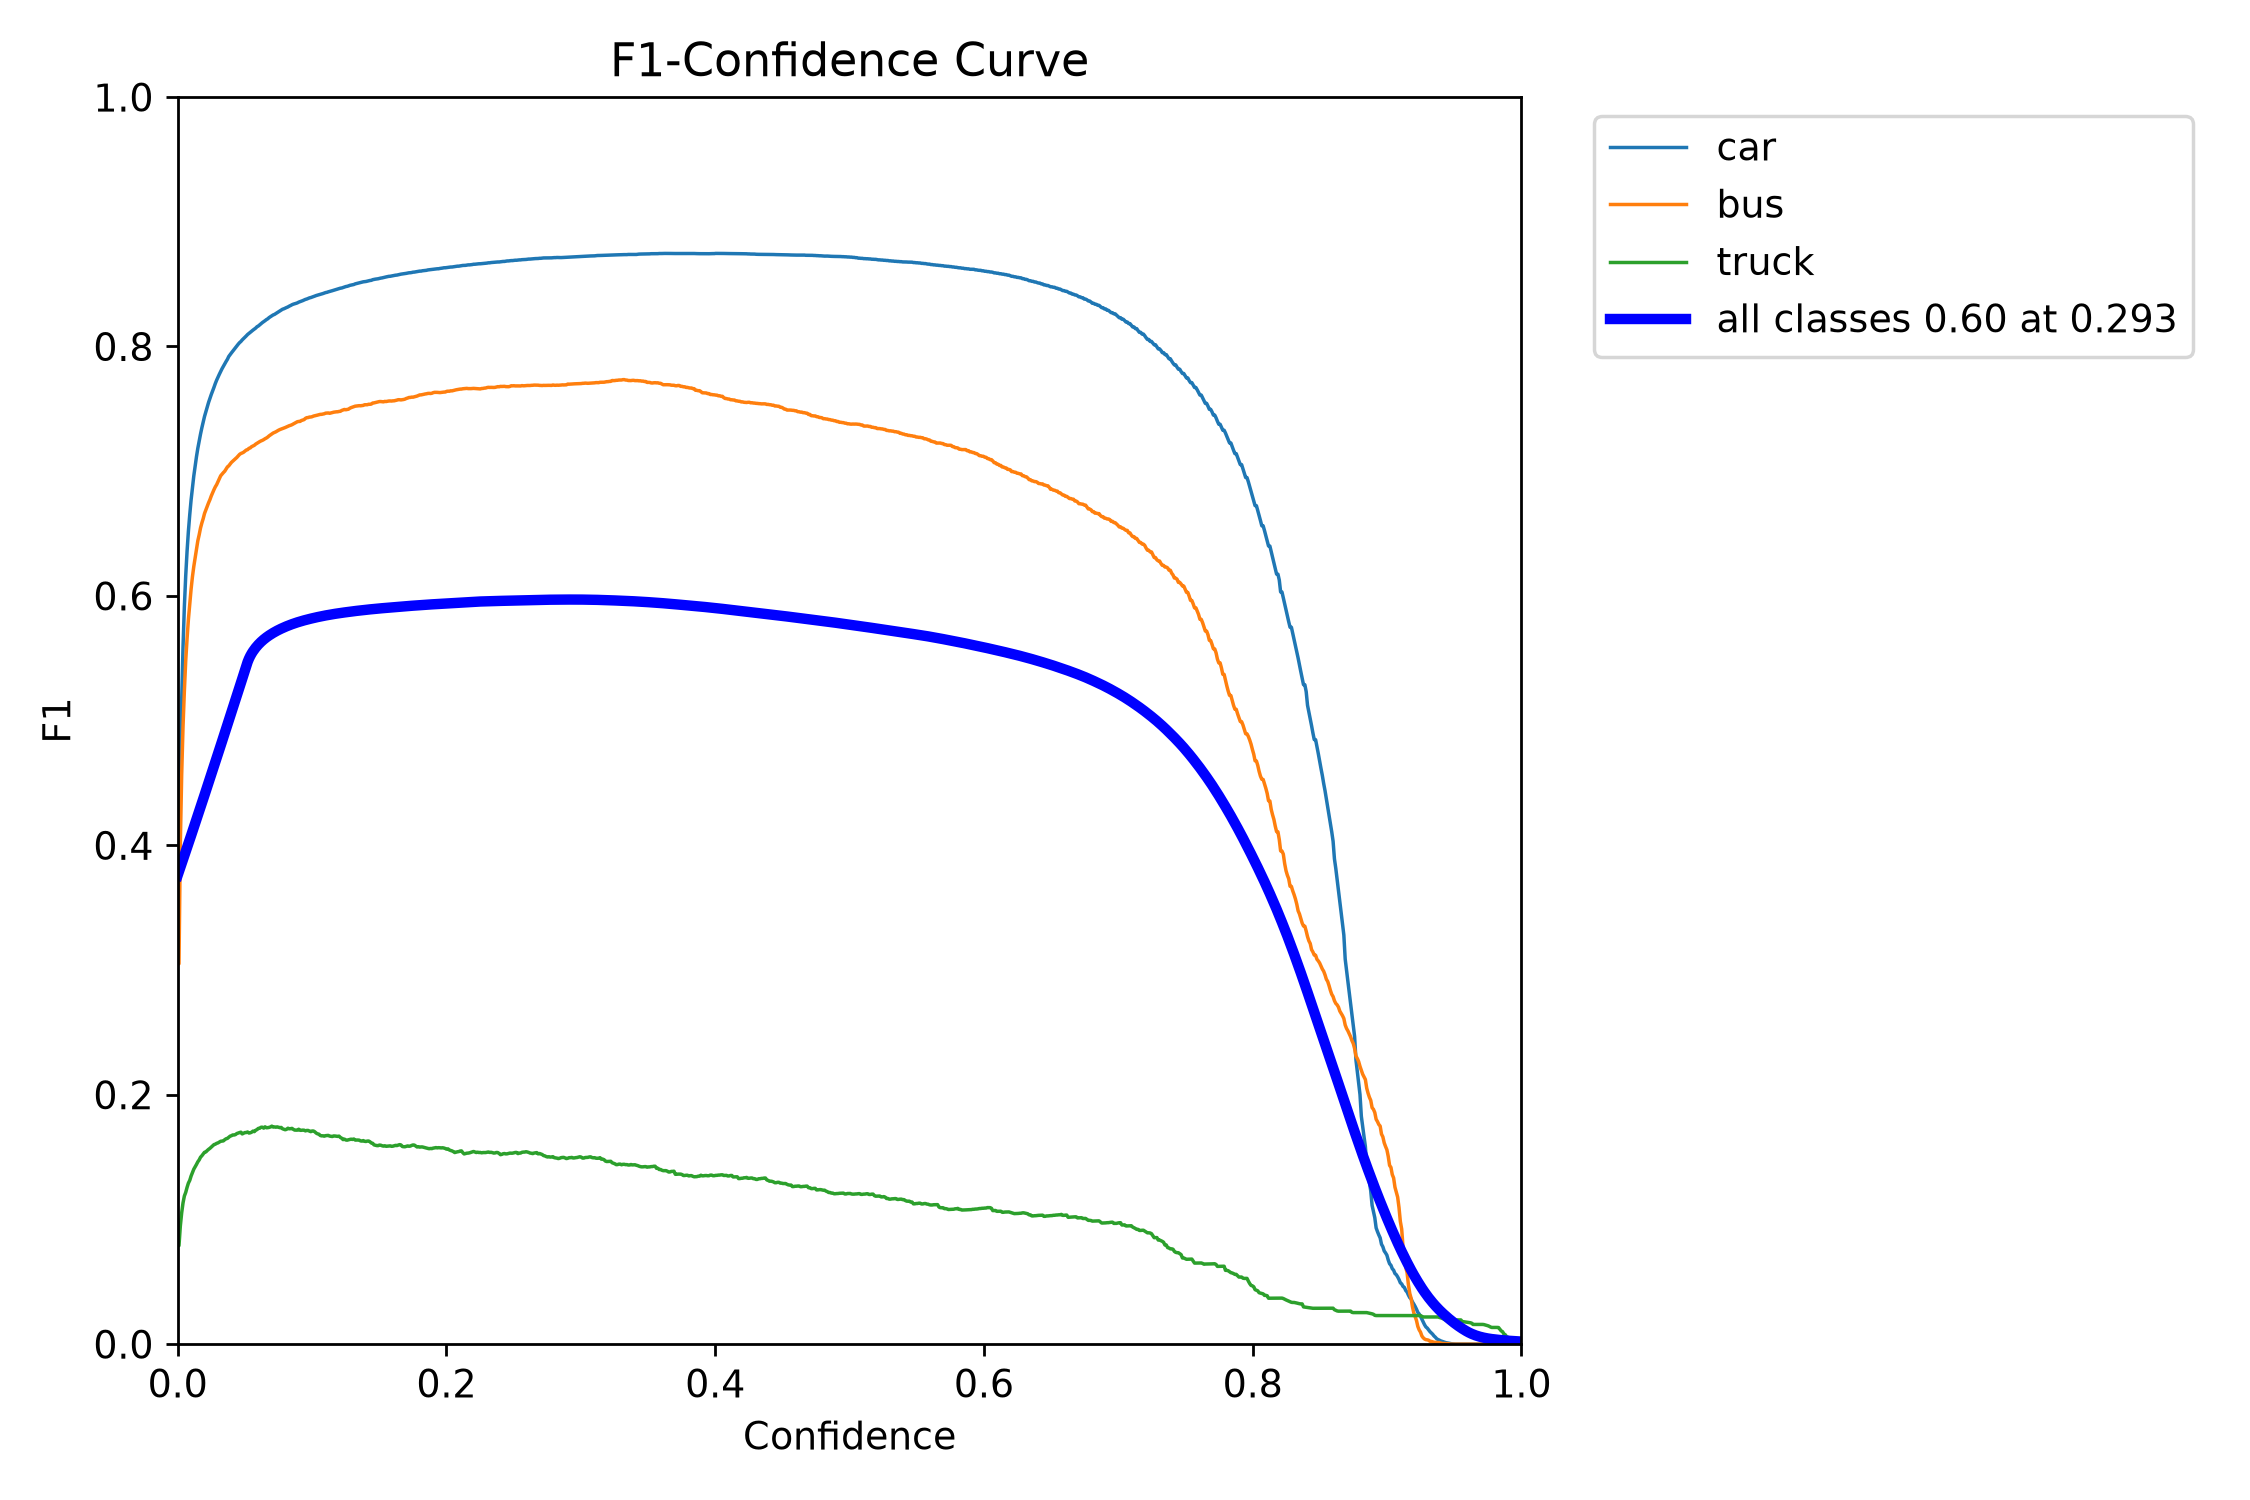 F1-Confidence Curve
1.0
0.8
0.6
0.4
0.2
0.0
F1
0.0 0.2 0.4 0.6 0.8 1.0
Confidence
car
bus
truck
all classes 0.60 at 0.293